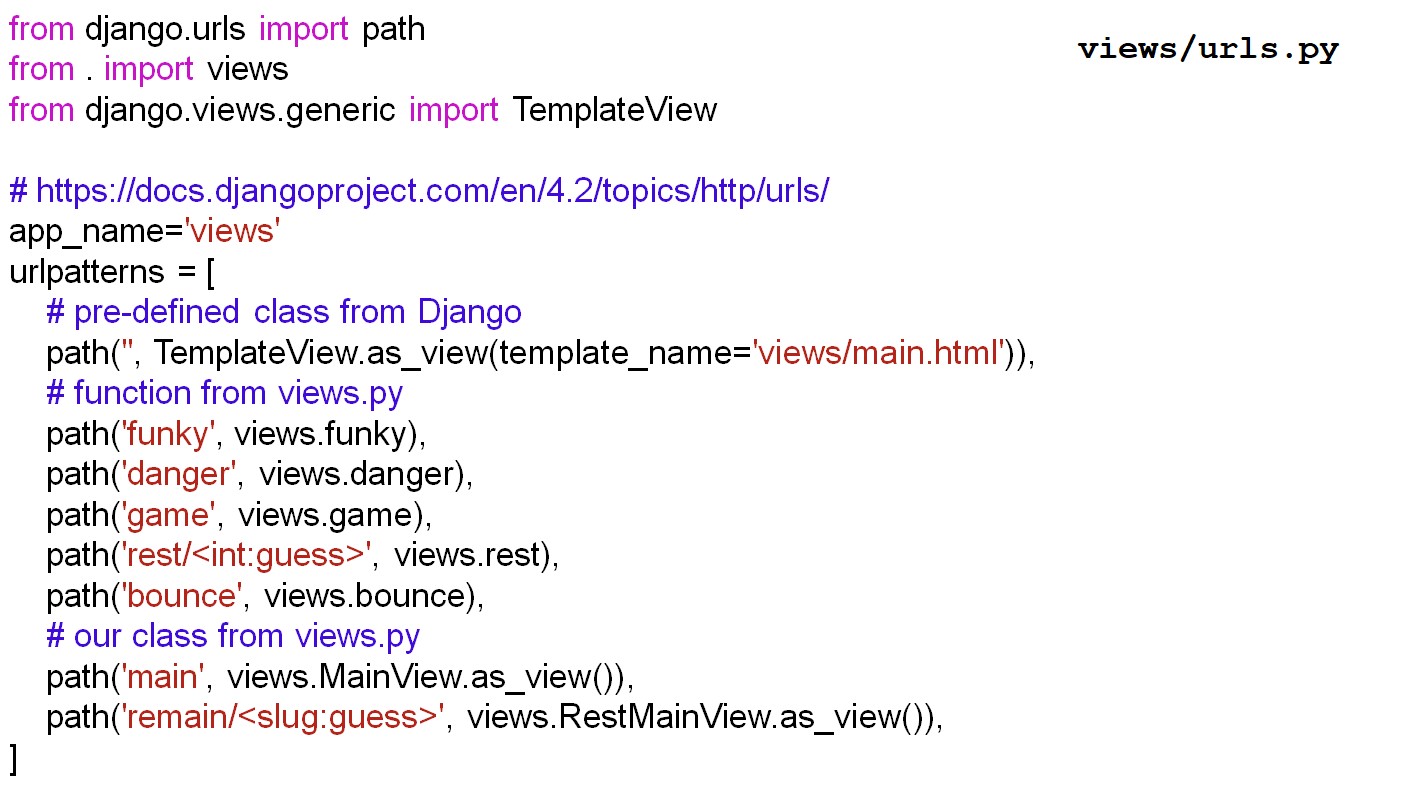 from django.urls import path
views/urls.py
from . import views
from django.views.generic import TemplateView
# https://docs.djangoproject.com/en/4.2/topics/http/urls/
app_name='views'
urlpatterns = [
    # pre-defined class from Django
    path('', TemplateView.as_view(template_name='views/main.html')),
    # function from views.py
    path('funky', views.funky),
    path('danger', views.danger),
    path('game', views.game),
    path('rest/<int:guess>', views.rest),
    path('bounce', views.bounce),
    # our class from views.py
    path('main', views.MainView.as_view()),
    path('remain/<slug:guess>', views.RestMainView.as_view()),
]